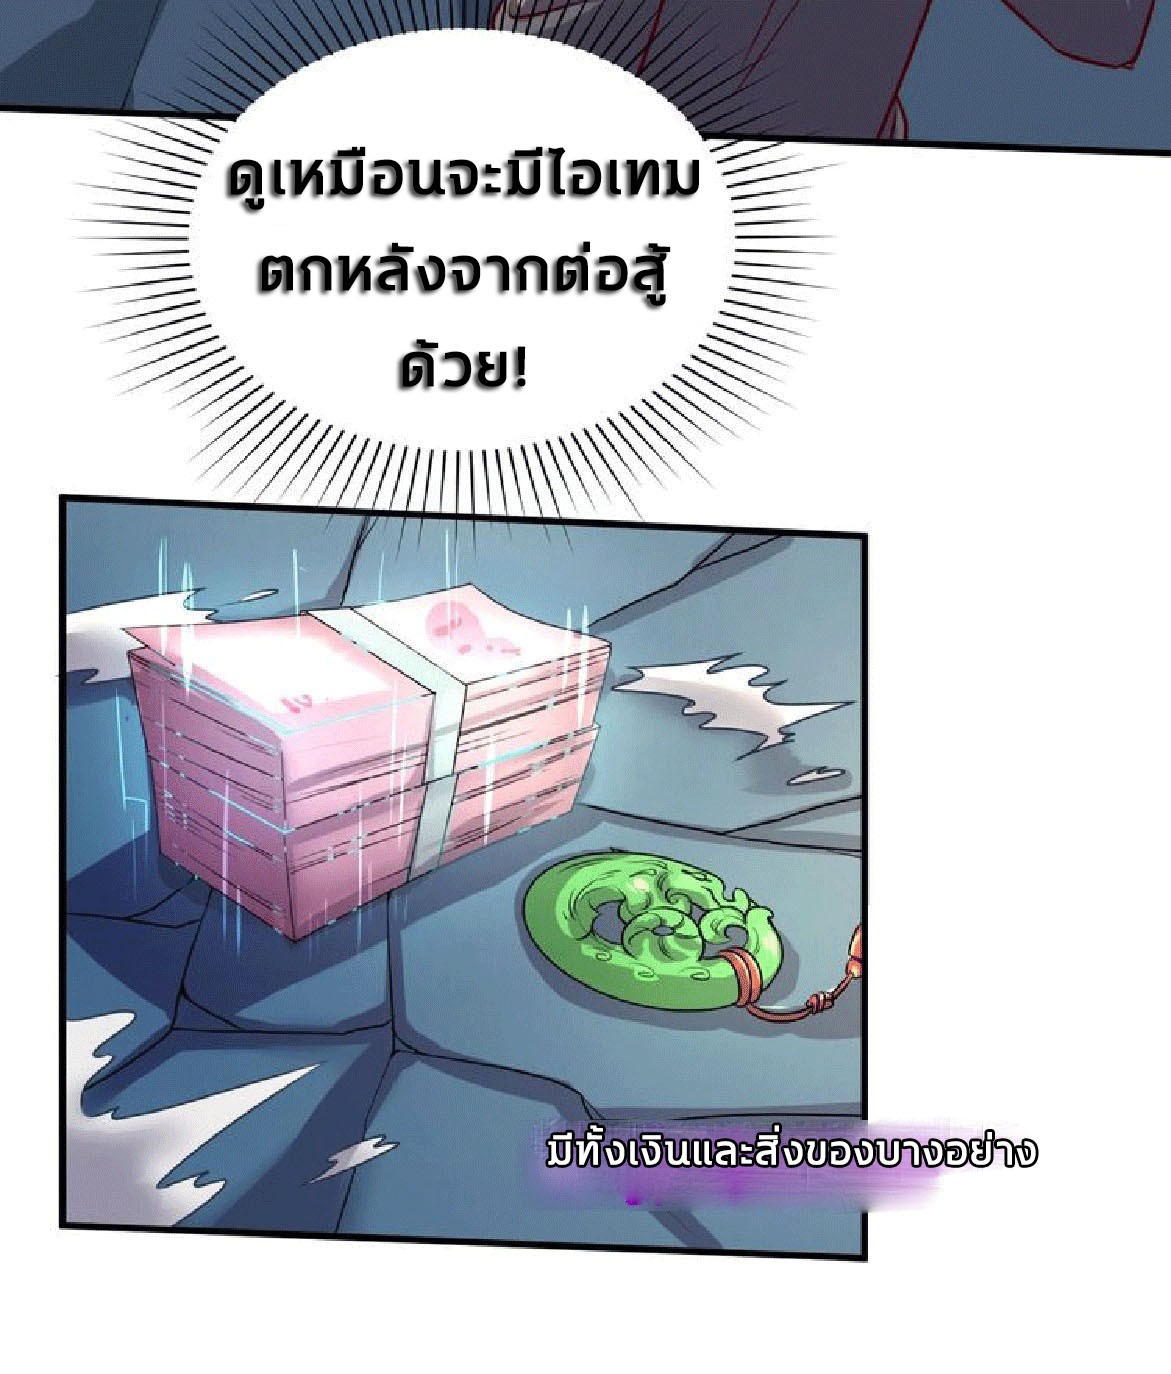 ดูเหมือนจะมีไอเทม
ตกหลังจากต่อสู้
ด้วย!
มีทั้งเงินและสิ่งของบางอย่าง